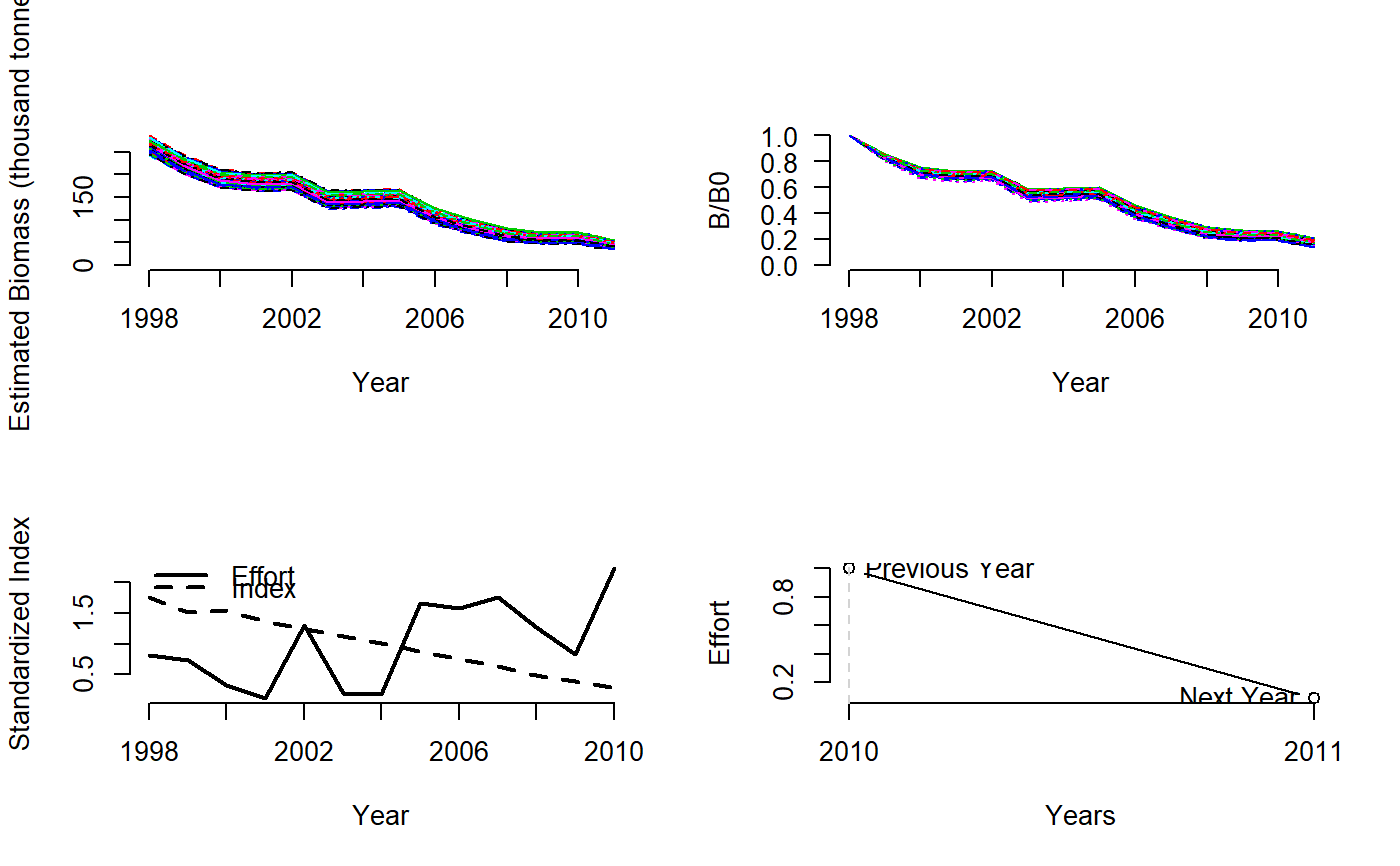 Estimated Biomass (thousand tonne
150
0
1998 2002 2006 2010
Year
B/B0
1.0
0.8
0.6
0.4
0.2
0.0
1998 2002 2006 2010
Year
Standardized Index
1.5
0.5
Effort
Index
1998 2002 2006 2010
Year
Effort
0.8
0.2
Previous Year
Next Year
2010 2011
Years